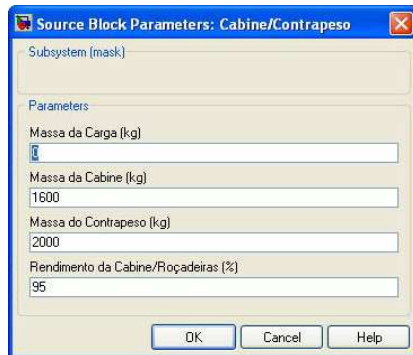 Source Block Parameters: Cabine/Contrapeso
Subsystem (mask)
Parameters
Massa da Carga (kg)
0
Massa da Cabine (kg)
1600
Massa do Contrapeso (kg)
2000
Rendimento da Cabine/Roçadeiras (%)
95
OK Cancel Help